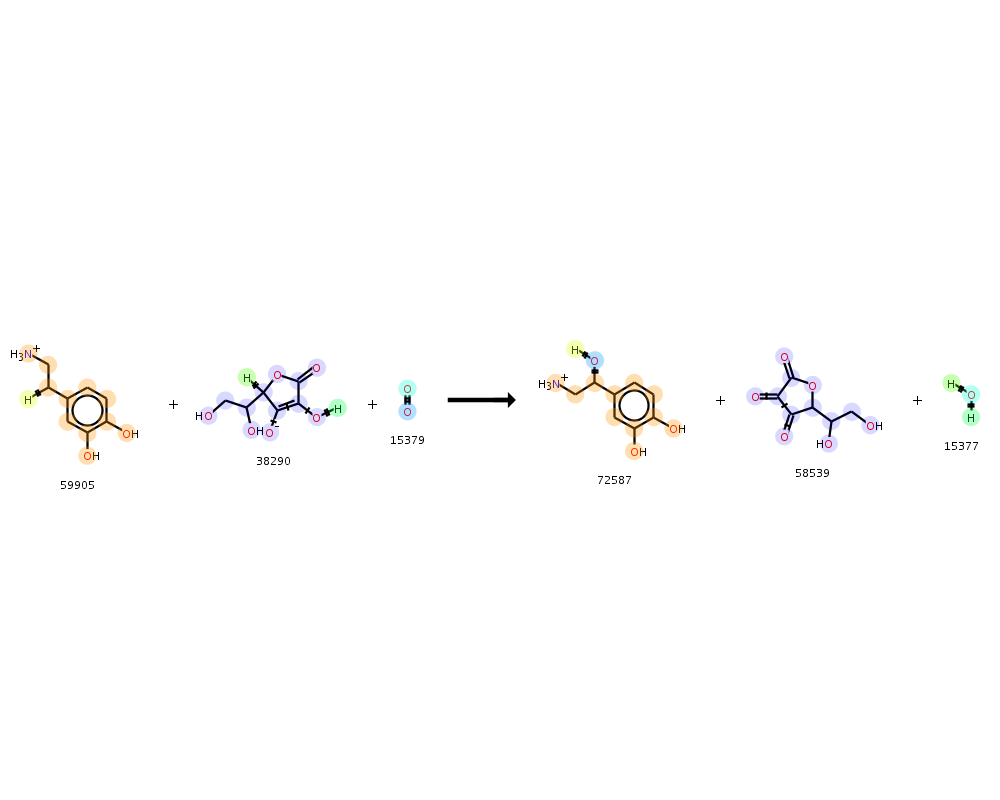 H3N+
H
OH
OH
59905
+
HO
OH
O-
H
O
O
O
H
38290
+
O
O
15379
H
O
H3N+
OH
OH
72587
+
O
O
O
O
HO
OH
58539
+
H
O
H
15377